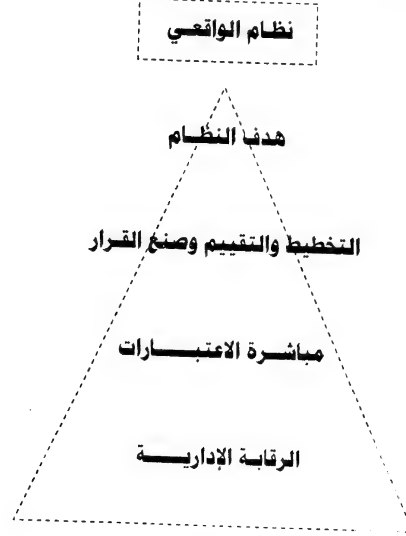 نظام الواقعي
هدف النظام
التخطيط والتقييم وصنع القرار
مباشرة الاعتبارات
الرقابة الإدارية